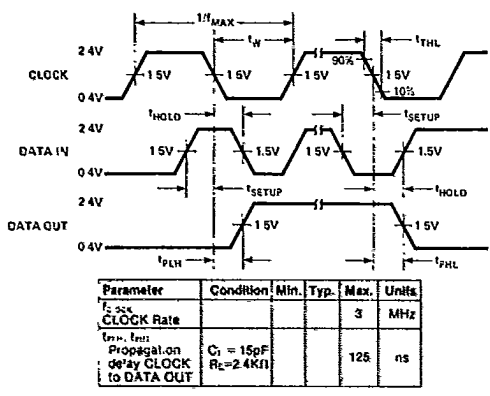 1/fMAX
tW
tTHL
2 4V
90%
CLOCK
1 5V
1 5V
1 5V
1 5V
10%
0 4V
tHOLD
tSETUP
2 4V
DATA IN
1 5V
1.5V
1 5V
1.5V
0 4V
tSETUP
tHOLD
2 4V
DATA OUT
1 5V
1 5V
0 4V
tPLH
tPHL
Parameter Condition Min. Typ. Max. Units
CLOCK Rate 3 MHz
Propagation
delay CLOCK
to DATA OUT
= 15pF
=2.4KΩ
125 ns